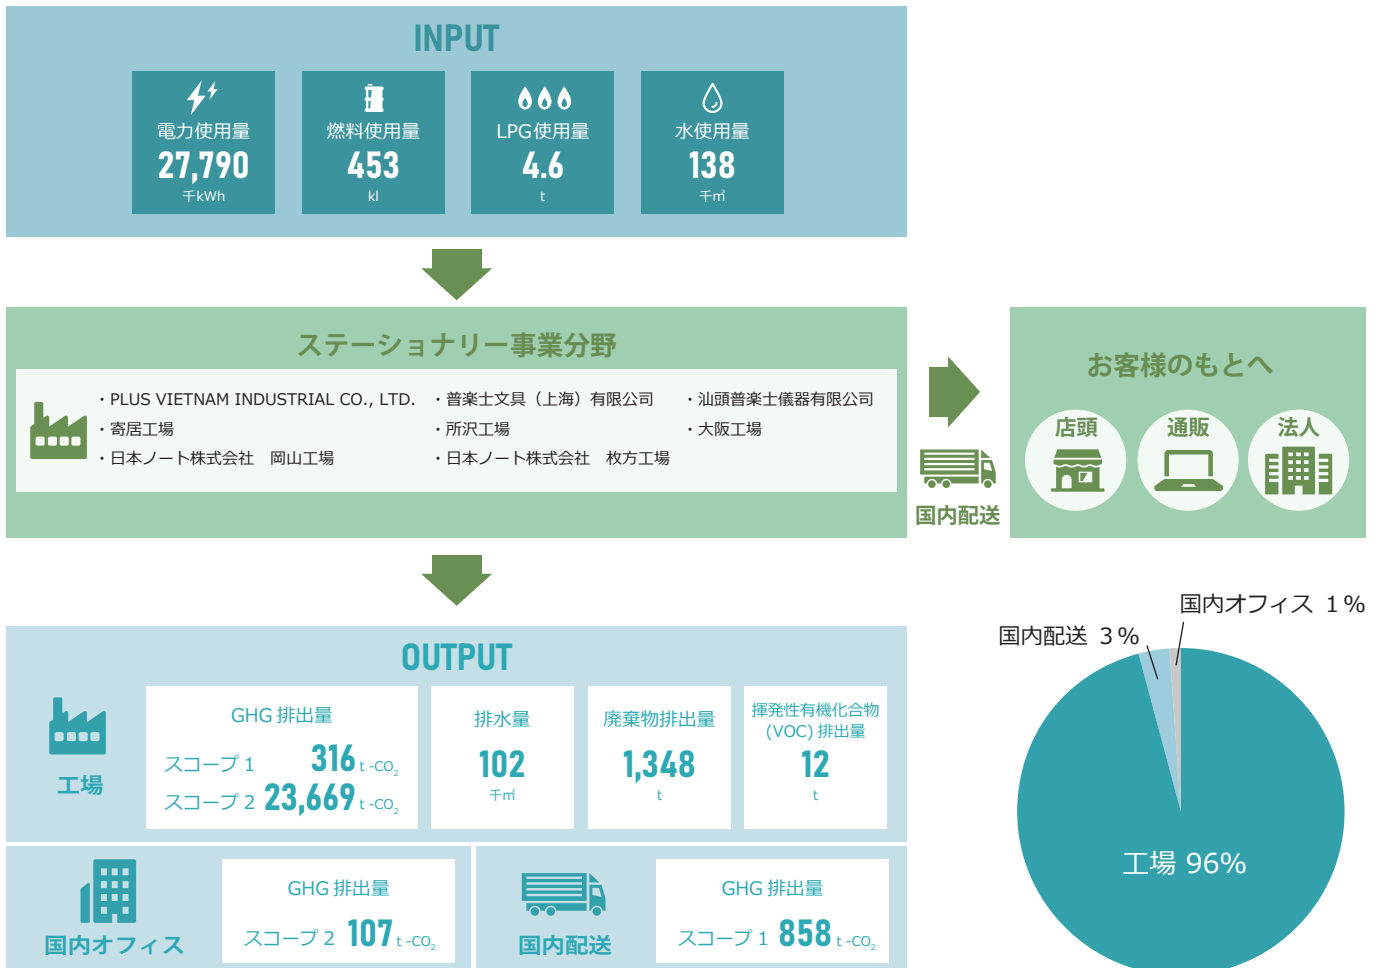 INPUT
電力使用量
27,790
千kWh
燃料使用量
453
kl
LPG使用量
4.6
t
水使用量
138
千㎥
ステーショナリー事業分野
・PLUS VIETNAM INDUSTRIAL CO., LTD.
・普楽士文具（上海）有限公司
・汕頭普楽士儀器有限公司
・寄居工場
・所沢工場
・大阪工場
・日本ノート株式会社　岡山工場
・日本ノート株式会社　枚方工場
国内配送
お客様のもとへ
店頭
通販
法人
OUTPUT
工場
GHG 排出量
スコープ 1 316 t -CO₂
スコープ 2 23,669 t -CO₂
排水量
102
千㎥
廃棄物排出量
1,348
t
揮発性有機化合物
(VOC) 排出量
12
t
国内オフィス
GHG 排出量
スコープ 2 107 t -CO₂
国内配送
GHG 排出量
スコープ 1 858 t -CO₂
国内オフィス 1%
国内配送 3%
工場 96%